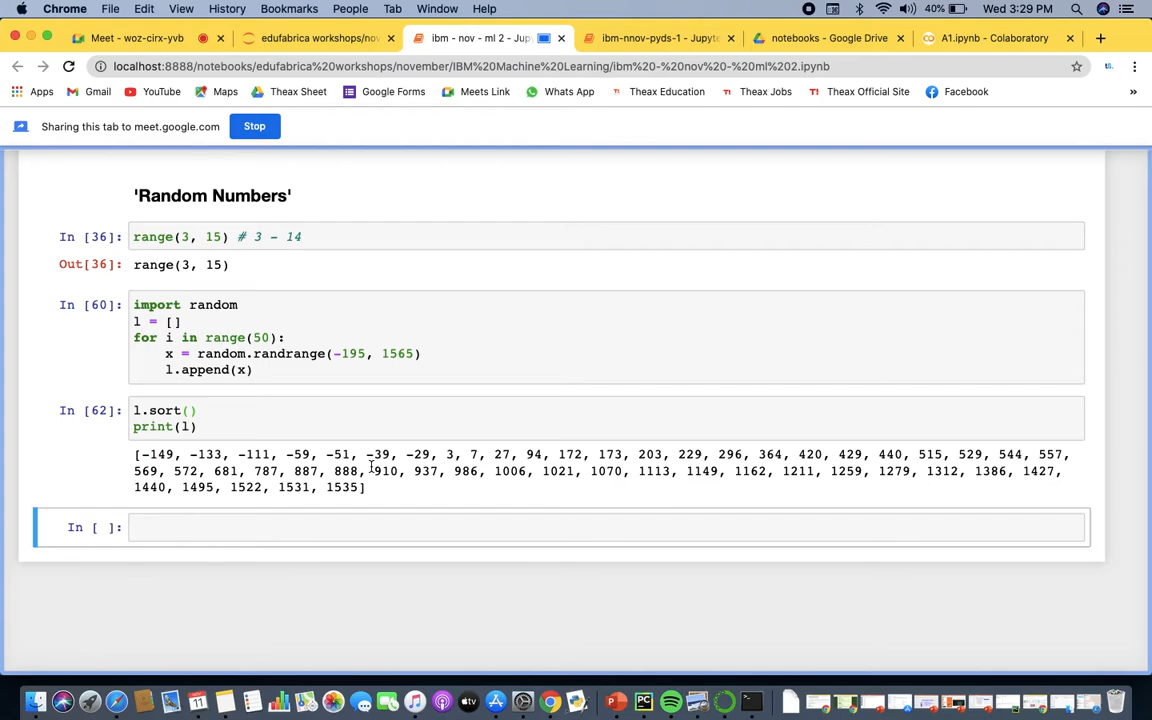 Chrome File Edit View History Bookmarks People Tab Window Help 40% Wed 3:29 PM
Meet - woz-cirx-yvb edufabrica workshops/nov ibm - nov - ml 2 - Jupy ibm-nnov-pyds-1 - Jupyte notebooks - Google Drive A1.ipynb - Colaboratory
localhost:8888/notebooks/edufabrica%20workshops/november/IBM%20Machine%20Learning/ibm%20-%20nov%20-%20ml%202.ipynb
Apps Gmail YouTube Maps Theax Sheet Google Forms Meets Link Whats App Theax Education Theax Jobs Theax Official Site Facebook
Sharing this tab to meet.google.com Stop
'Random Numbers'
In [36]: range(3, 15) # 3 - 14
Out[36]: range(3, 15)
In [60]: import random
l = []
for i in range(50):
x = random.randrange(-195, 1565)
l.append(x)
In [62]: l.sort()
print(l)
[-149, -133, -111, -59, -51, -39, -29, 3, 7, 27, 94, 172, 173, 203, 229, 296, 364, 420, 429, 440, 515, 529, 544, 557,
569, 572, 681, 787, 887, 888, 910, 937, 986, 1006, 1021, 1070, 1113, 1149, 1162, 1211, 1259, 1279, 1312, 1386, 1427,
1440, 1495, 1522, 1531, 1535]
In [ ]: